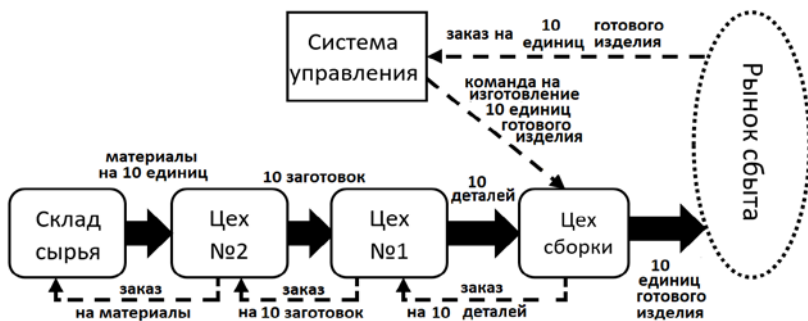 заказ на 10 единиц готового изделия
Система
управления
команда на
изготовление
10 единиц
готового
изделия
Рынок сбыта
материалы
на 10 единиц
10 заготовок
10
деталей
Склад
сырья
Цех
№2
Цех
№1
Цех
сборки
10
единиц
готового
изделия
заказ
на материалы
заказ
на 10 заготовок
заказ
на 10 деталей